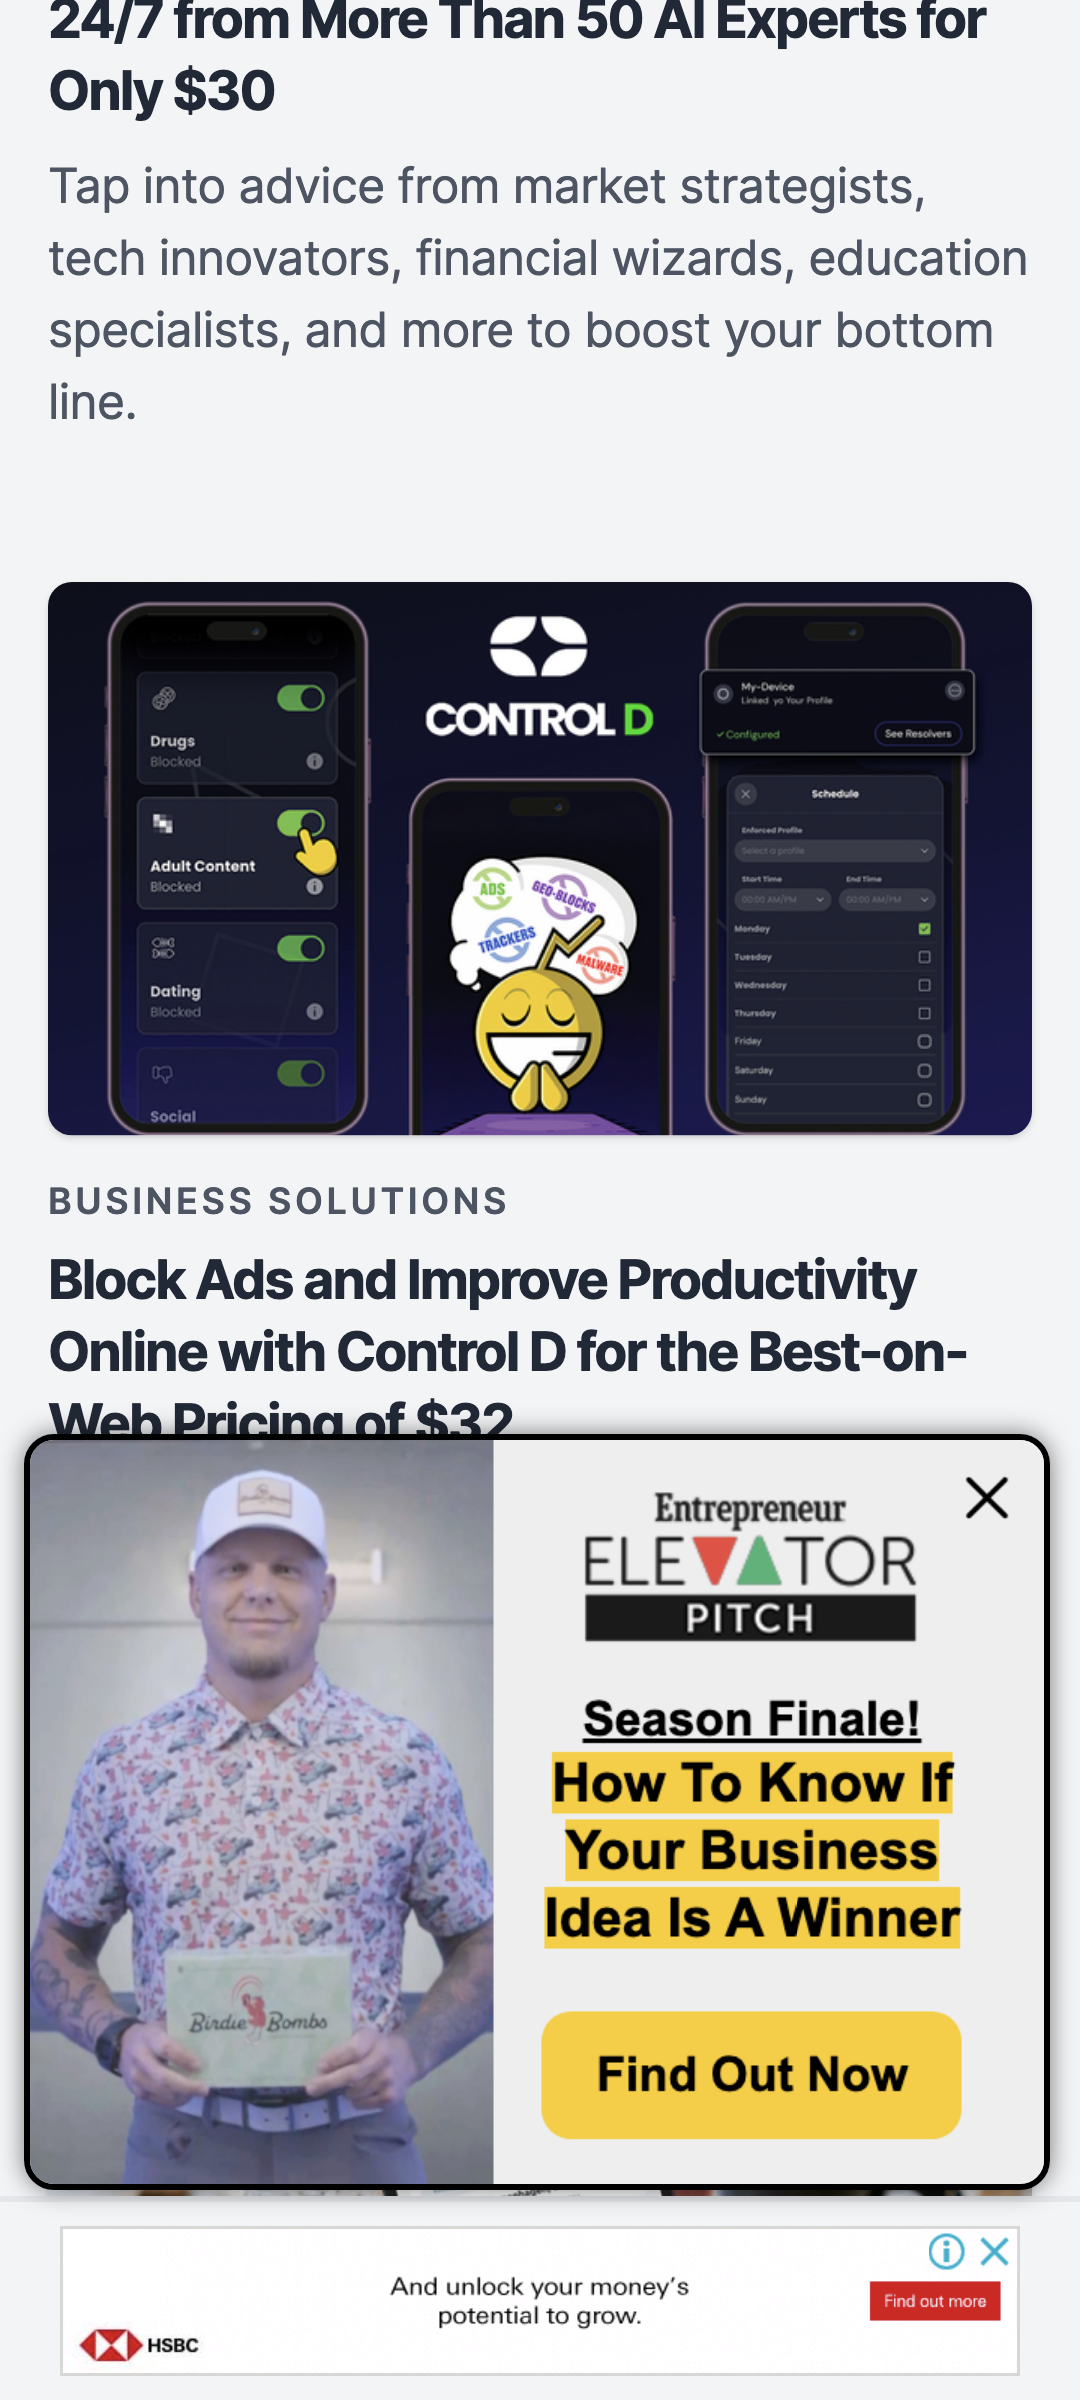 24/7 from More Than 50 AI Experts for
Only $30
Tap into advice from market strategists,
tech innovators, financial wizards, education
specialists, and more to boost your bottom
line.
Blocked
Drugs
Blocked
Adult Content
Blocked
Dating
Blocked
Social
CONTROL D
ADS
GEO-BLOCKS
TRACKERS
MALWARE
My-Device
Linked yo Your Profile
Configured
See Resolvers
Schedule
Enforced Profile
Select a profile
Start Time
End Time
00:00 AM/PM
00:00 AM/PM
Monday
Tuesday
Wednesday
Thursday
Friday
Saturday
Sunday
BUSINESS SOLUTIONS
Block Ads and Improve Productivity
Online with Control D for the Best-on-
Web Pricing of $32
Entrepreneur
ELEVATOR
PITCH
Season Finale!
How To Know If
Your Business
Idea Is A Winner
Find Out Now
Birdie Bombs
And unlock your money's
potential to grow.
Find out more
HSBC